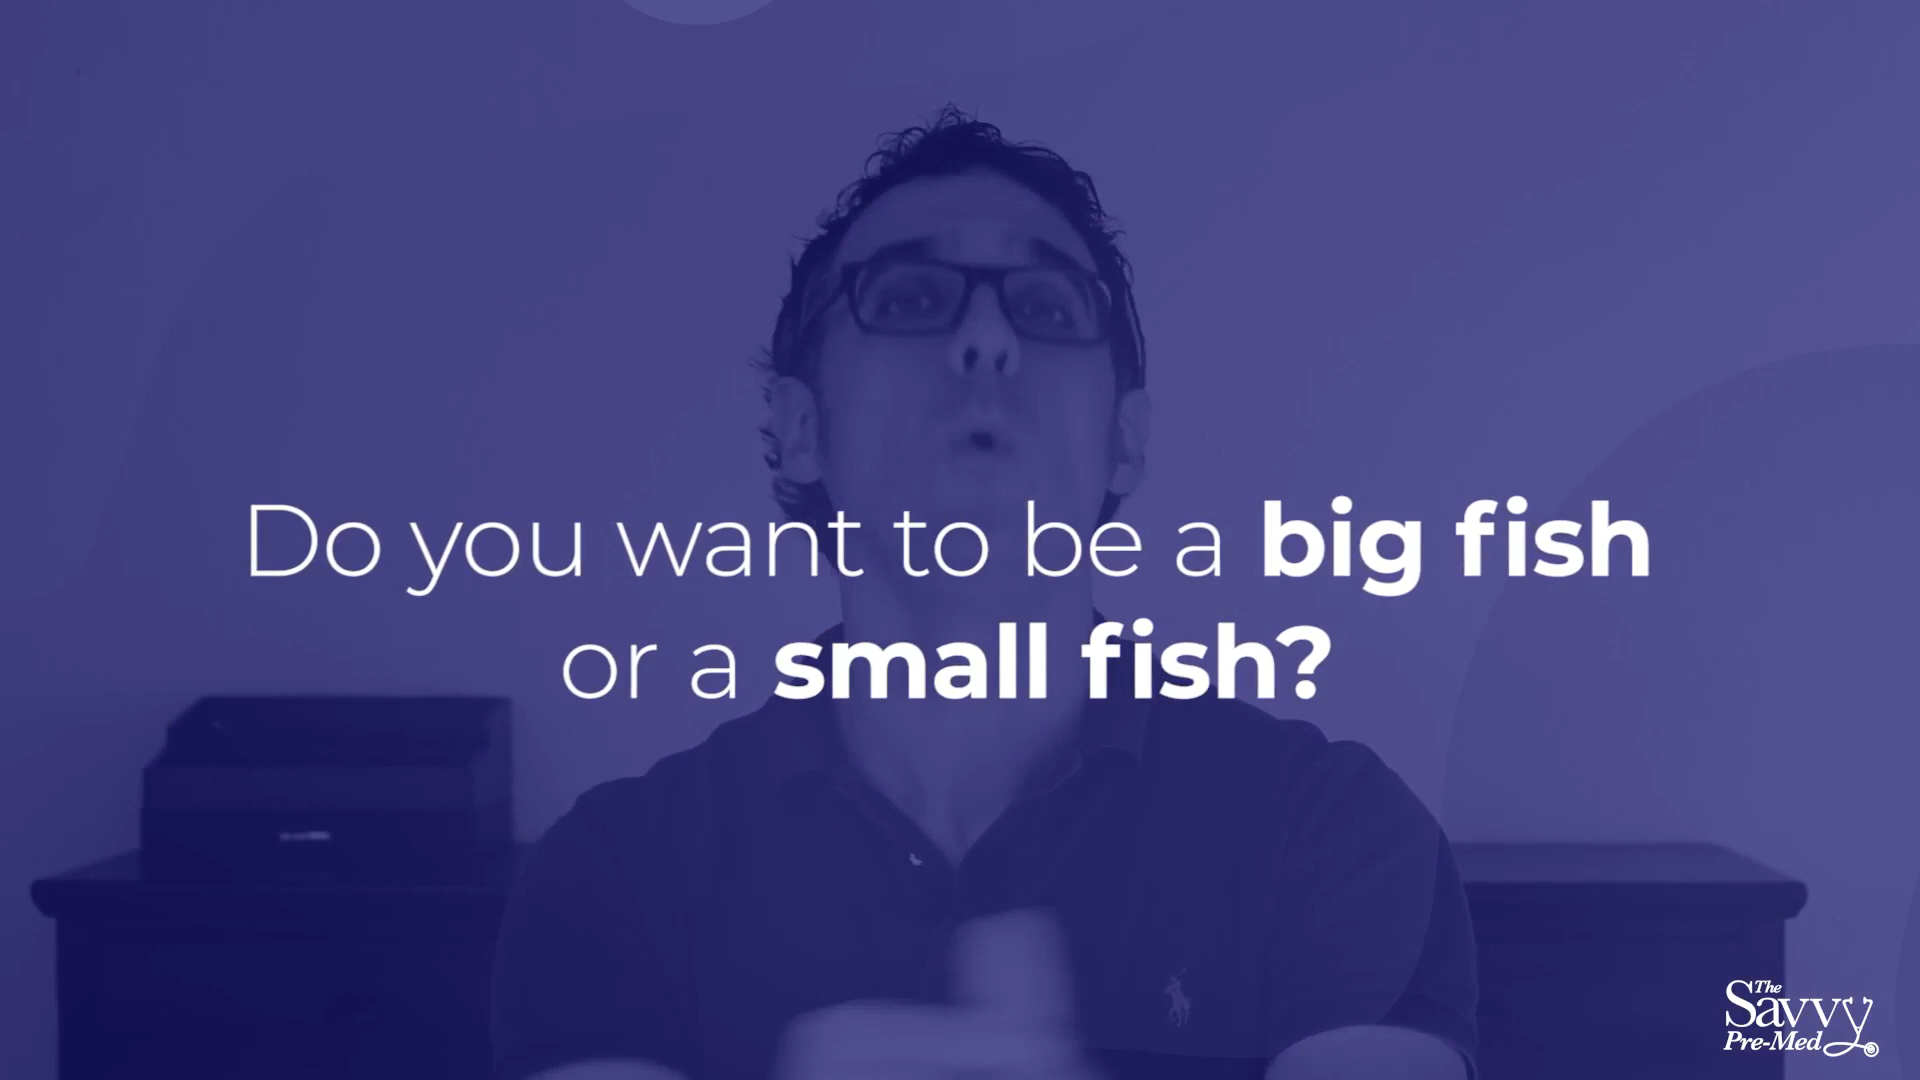 Do you want to be a big fish
or a small fish?
The
Savvy
Pre-Med